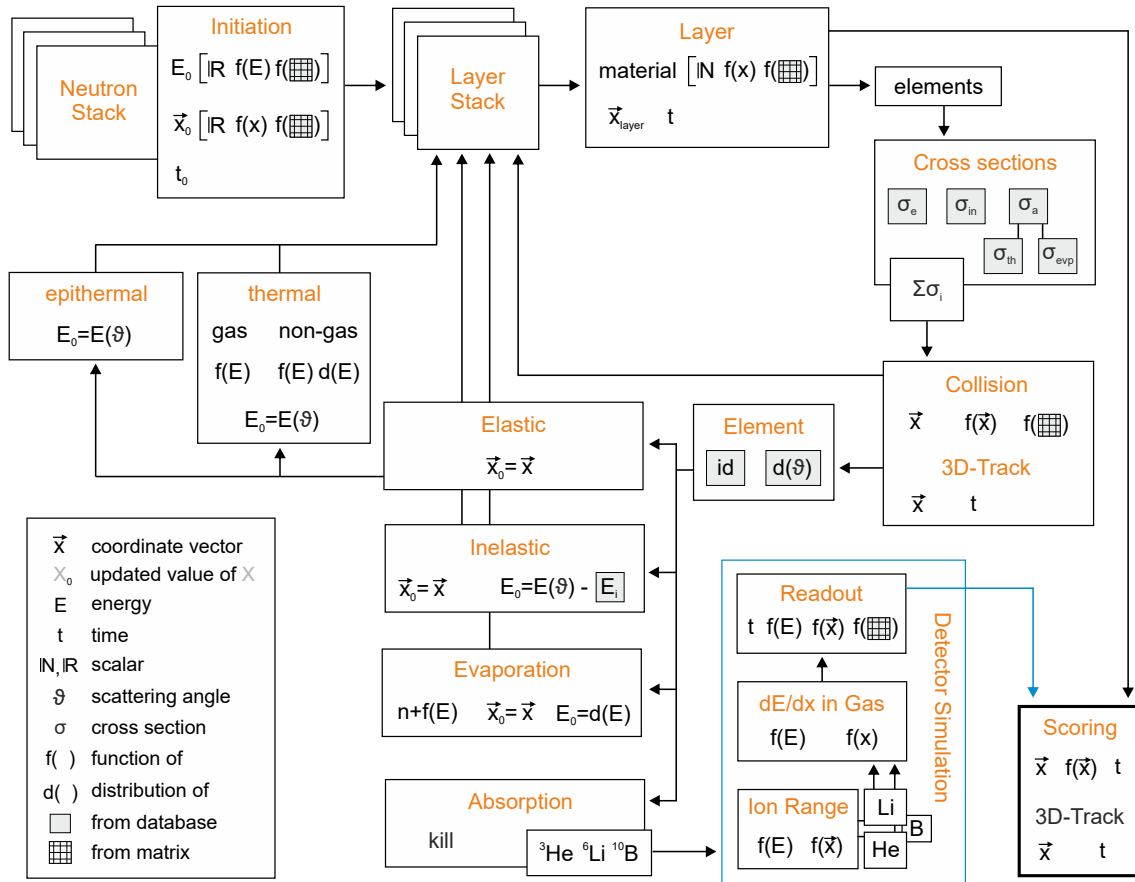 Neutron
Stack
Initiation
E₀ [ℝ f(E) f(▦)]
x⃗₀ [ℝ f(x) f(▦)]
t₀
Layer
Stack
Layer
material [ℕ f(x) f(▦)]
x⃗layer t
elements
Cross sections
σe σin σa
σth σevp
Σσi
epithermal
E₀=E(ϑ)
thermal
gas non-gas
f(E) f(E) d(E)
E₀=E(ϑ)
Collision
x⃗ f(x⃗) f(▦)
3D-Track
x⃗ t
Element
id d(ϑ)
Elastic
x⃗₀= x⃗
Inelastic
x⃗₀= x⃗ E₀=E(ϑ) - Ei
Evaporation
n+f(E) x⃗₀= x⃗ E₀=d(E)
Absorption
kill
³He ⁶Li ¹⁰B
Detector Simulation
Readout
t f(E) f(x⃗) f(▦)
dE/dx in Gas
f(E) f(x)
Ion Range
f(E) f(x⃗)
Li
B
He
Scoring
x⃗ f(x⃗) t
3D-Track
x⃗ t
x⃗ coordinate vector
X₀ updated value of X
E energy
t time
ℕ, ℝ scalar
ϑ scattering angle
σ cross section
f( ) function of
d( ) distribution of
from database
from matrix